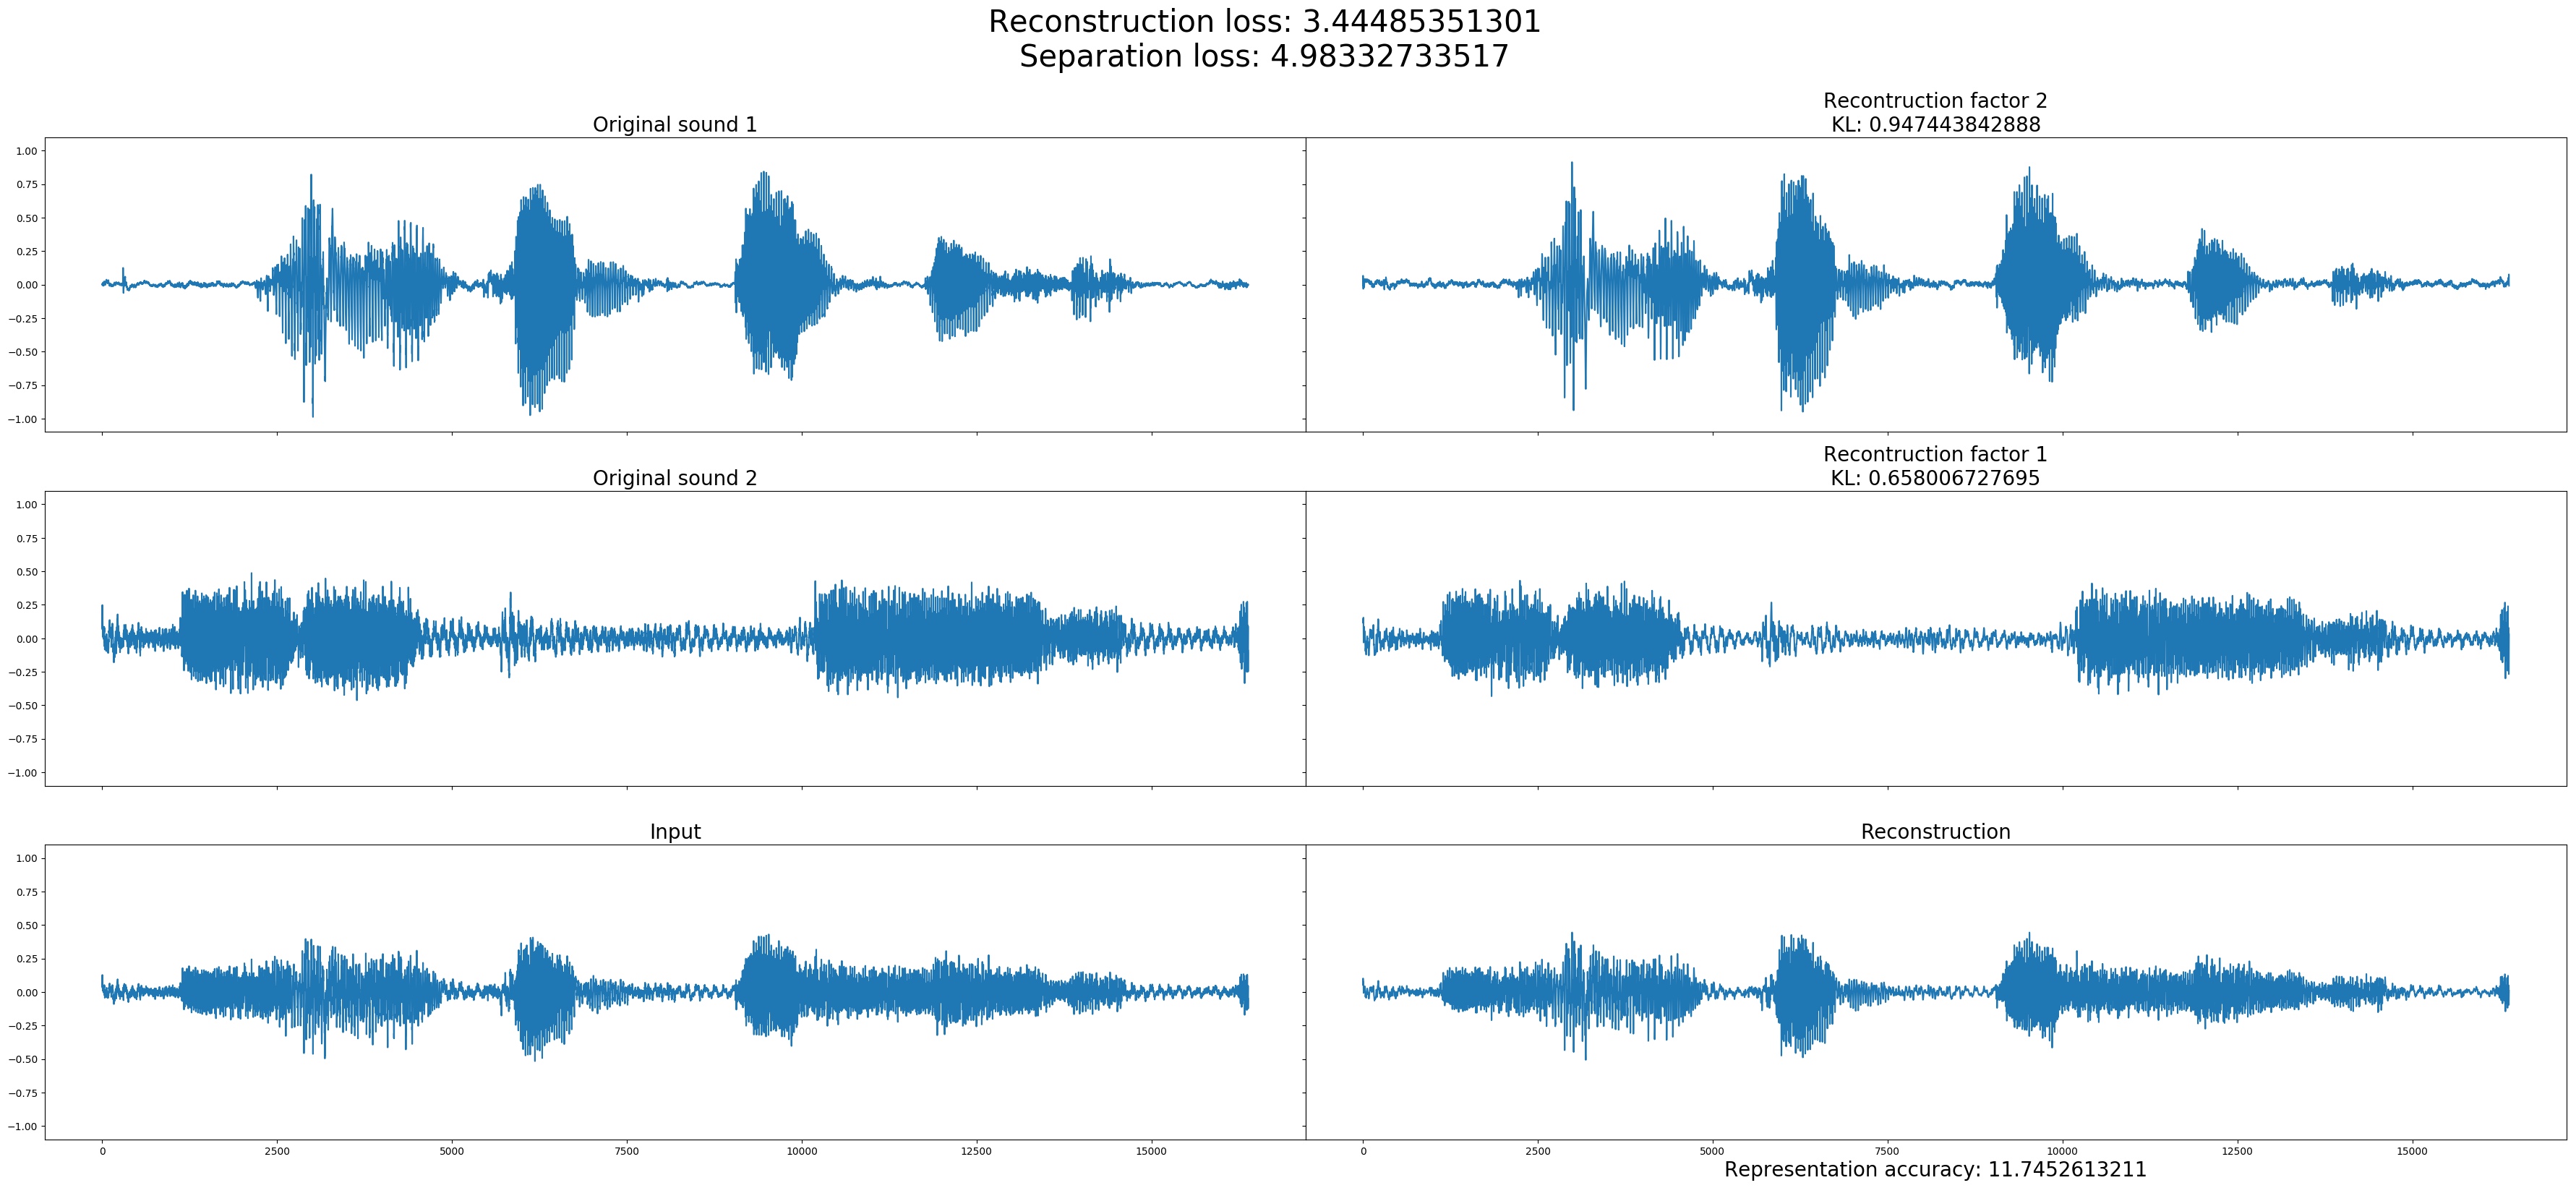 Reconstruction loss: 3.44485351301
Separation loss: 4.98332733517
Original sound 1
Recontruction factor 2
KL: 0.947443842888
1.00
0.75
0.50
0.25
0.00
−0.25
−0.50
−0.75
−1.00
Original sound 2
Recontruction factor 1
KL: 0.658006727695
1.00
0.75
0.50
0.25
0.00
−0.25
−0.50
−0.75
−1.00
Input
Reconstruction
1.00
0.75
0.50
0.25
0.00
−0.25
−0.50
−0.75
−1.00
0 2500 5000 7500 10000 12500 15000
0 2500 5000 7500 10000 12500 15000
Representation accuracy: 11.7452613211